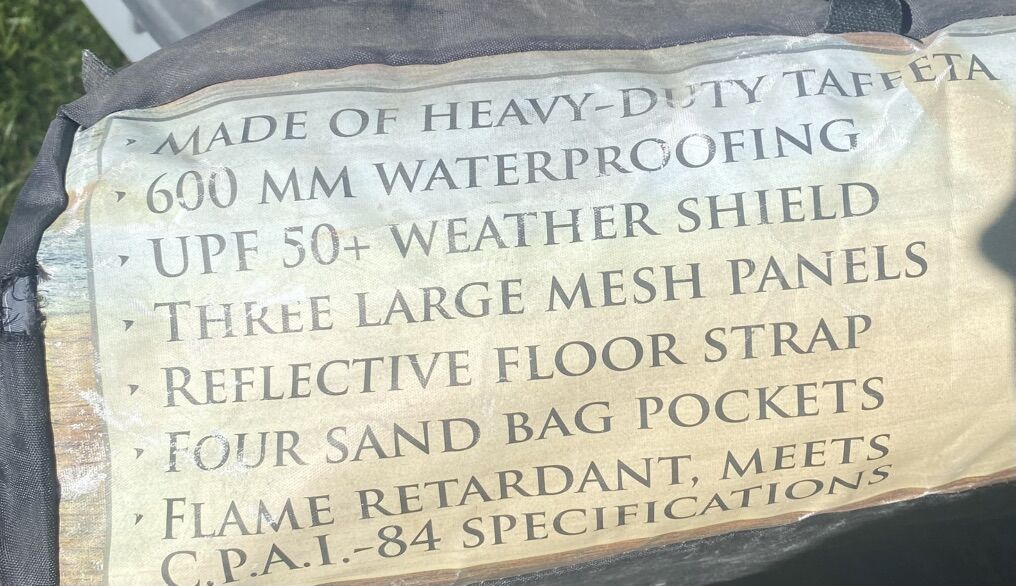 › MADE OF HEAVY-DUTY TAFFETA
› 600 MM WATERPROOFING
› UPF 50+ WEATHER SHIELD
› THREE LARGE MESH PANELS
› REFLECTIVE FLOOR STRAP
› FOUR SAND BAG POCKETS
› FLAME RETARDANT, MEETS
C.P.A.I.-84 SPECIFICATIONS